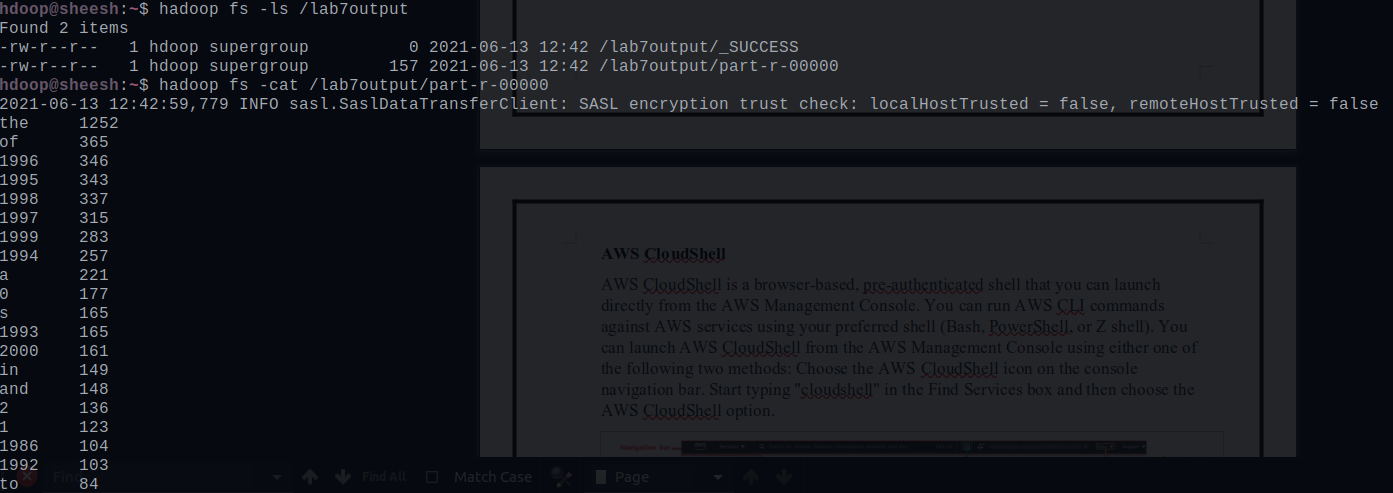 hdoop@sheesh:~$ hadoop fs -ls /lab7output
Found 2 items
-rw-r--r--   1 hdoop supergroup          0 2021-06-13 12:42 /lab7output/_SUCCESS
-rw-r--r--   1 hdoop supergroup        157 2021-06-13 12:42 /lab7output/part-r-00000
hdoop@sheesh:~$ hadoop fs -cat /lab7output/part-r-00000
2021-06-13 12:42:59,779 INFO sasl.SaslDataTransferClient: SASL encryption trust check: localHostTrusted = false, remoteHostTrusted = false
the     1252
of      365
1996    346
1995    343
1998    337
1997    315
1999    283
1994    257
a       221
0       177
s       165
1993    165
2000    161
in      149
and     148
2       136
1       123
1986    104
1992    103
to      84
AWS CloudShell
AWS CloudShell is a browser-based, pre-authenticated shell that you can launch
directly from the AWS Management Console. You can run AWS CLI commands
against AWS services using your preferred shell (Bash, PowerShell, or Z shell). You
can launch AWS CloudShell from the AWS Management Console using either one of
the following two methods: Choose the AWS CloudShell icon on the console
navigation bar. Start typing "cloudshell" in the Find Services box and then choose the
AWS CloudShell option.
Find All Match Case Page